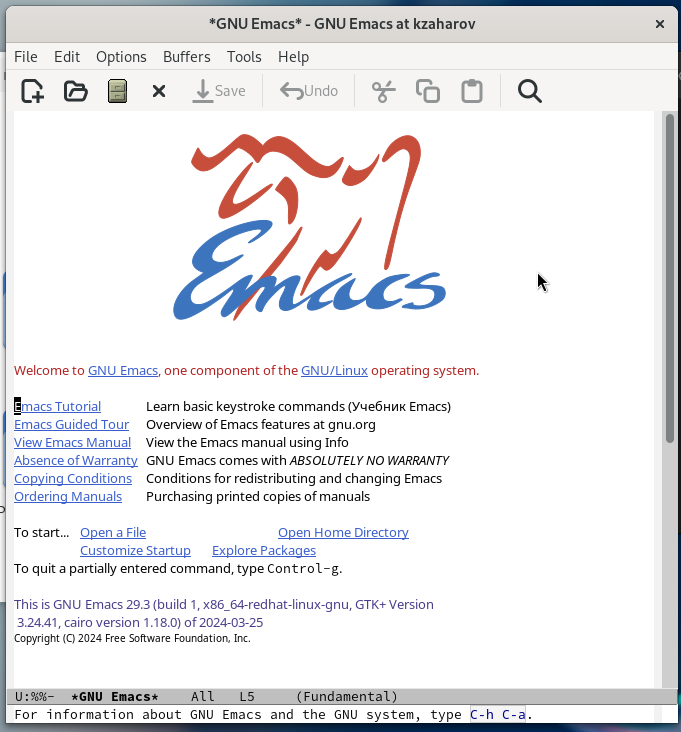 *GNU Emacs* - GNU Emacs at kzaharov
File Edit Options Buffers Tools Help
Save Undo
Emacs
Welcome to GNU Emacs, one component of the GNU/Linux operating system.
Emacs Tutorial Learn basic keystroke commands (Учебник Emacs)
Emacs Guided Tour Overview of Emacs features at gnu.org
View Emacs Manual View the Emacs manual using Info
Absence of Warranty GNU Emacs comes with ABSOLUTELY NO WARRANTY
Copying Conditions Conditions for redistributing and changing Emacs
Ordering Manuals Purchasing printed copies of manuals
To start... Open a File Open Home Directory
Customize Startup Explore Packages
To quit a partially entered command, type Control-g.
This is GNU Emacs 29.3 (build 1, x86_64-redhat-linux-gnu, GTK+ Version
3.24.41, cairo version 1.18.0) of 2024-03-25
Copyright (C) 2024 Free Software Foundation, Inc.
U:%%- *GNU Emacs* All L5 (Fundamental)
For information about GNU Emacs and the GNU system, type C-h C-a.